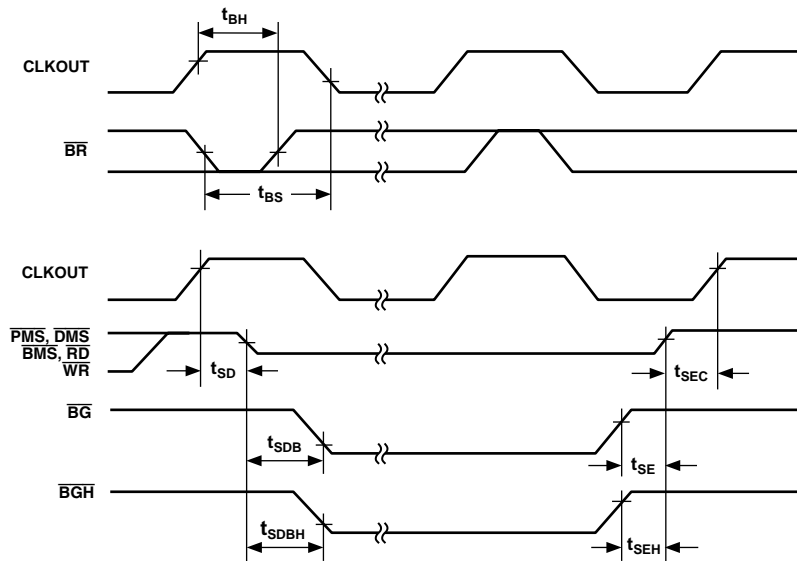 tBH
CLKOUT
BR
tBS
CLKOUT
PMS, DMS
BMS, RD
WR
tSD
tSEC
BG
tSDB
tSE
BGH
tSDBH
tSEH